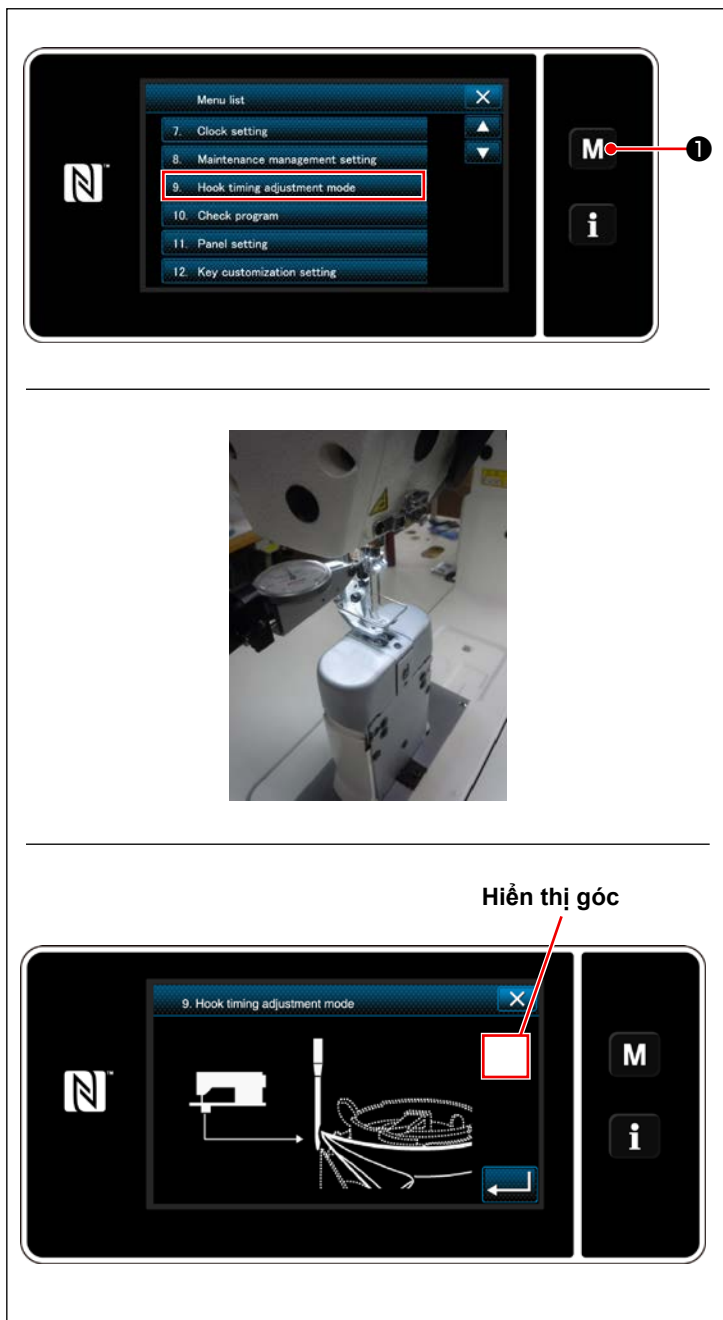 Menu list
7. Clock setting
8. Maintenance management setting
9. Hook timing adjustment mode
10. Check program
11. Panel setting
12. Key customization setting
M
❶
i
Hiển thị góc
9. Hook timing adjustment mode
M
i